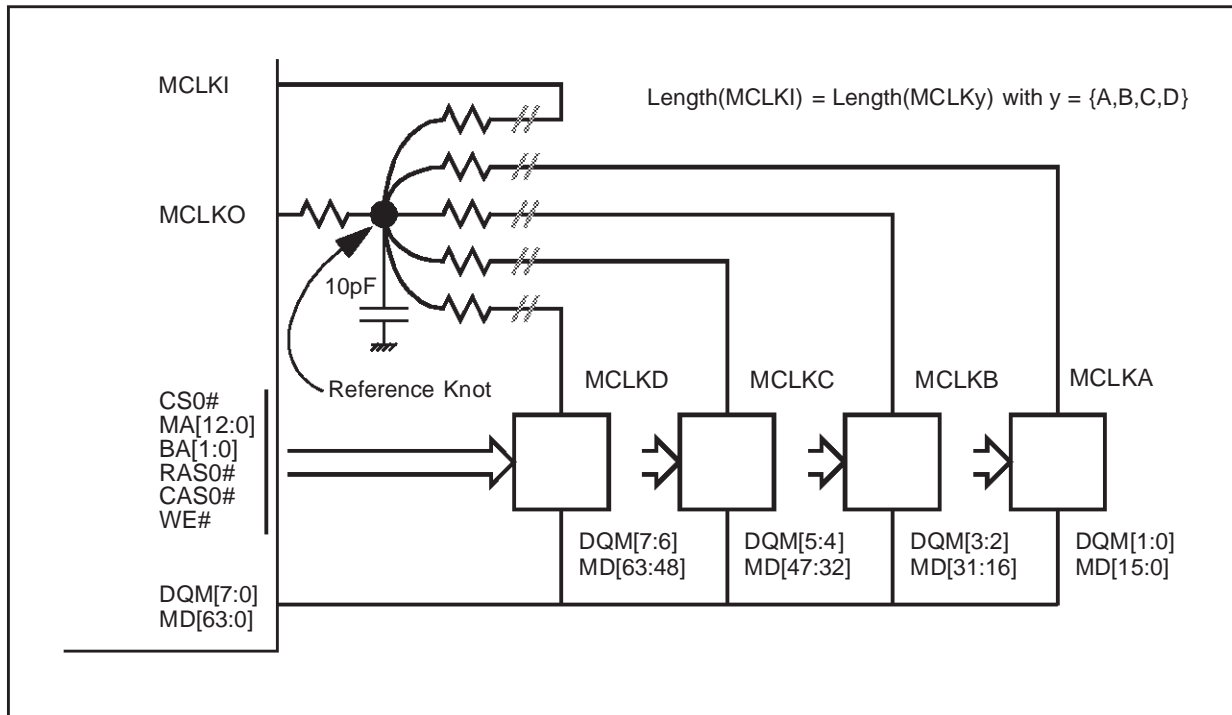 MCLKI
Length(MCLKI) = Length(MCLKy) with y = {A,B,C,D}
MCLKO
10pF
Reference Knot
MCLKD
MCLKC
MCLKB
MCLKA
CS0#
MA[12:0]
BA[1:0]
RAS0#
CAS0#
WE#
DQM[7:6]
MD[63:48]
DQM[5:4]
MD[47:32]
DQM[3:2]
MD[31:16]
DQM[1:0]
MD[15:0]
DQM[7:0]
MD[63:0]